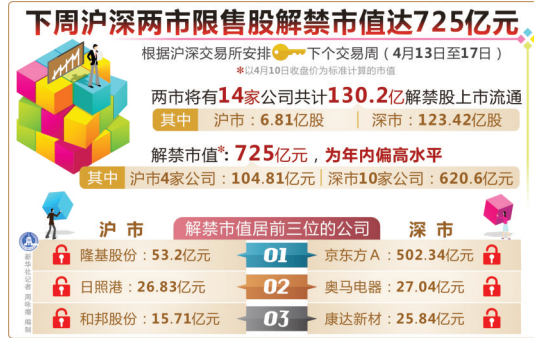 下周沪深两市限售股解禁市值达725亿元
根据沪深交易所安排 下个交易周（4月13日至17日）
*以4月10日收盘价为标准计算的市值
两市将有14家公司共计130.2亿解禁股上市流通
其中 沪市：6.81亿股 深市：123.42亿股
解禁市值*：725亿元，为年内偏高水平
其中 沪市4家公司：104.81亿元 深市10家公司：620.6亿元
沪市 解禁市值居前三位的公司 深市
隆基股份：53.2亿元 01 京东方A：502.34亿元
日照港：26.83亿元 02 奥马电器：27.04亿元
和邦股份：15.71亿元 03 康达新材：25.84亿元
新华社记者 周咏缗 编制